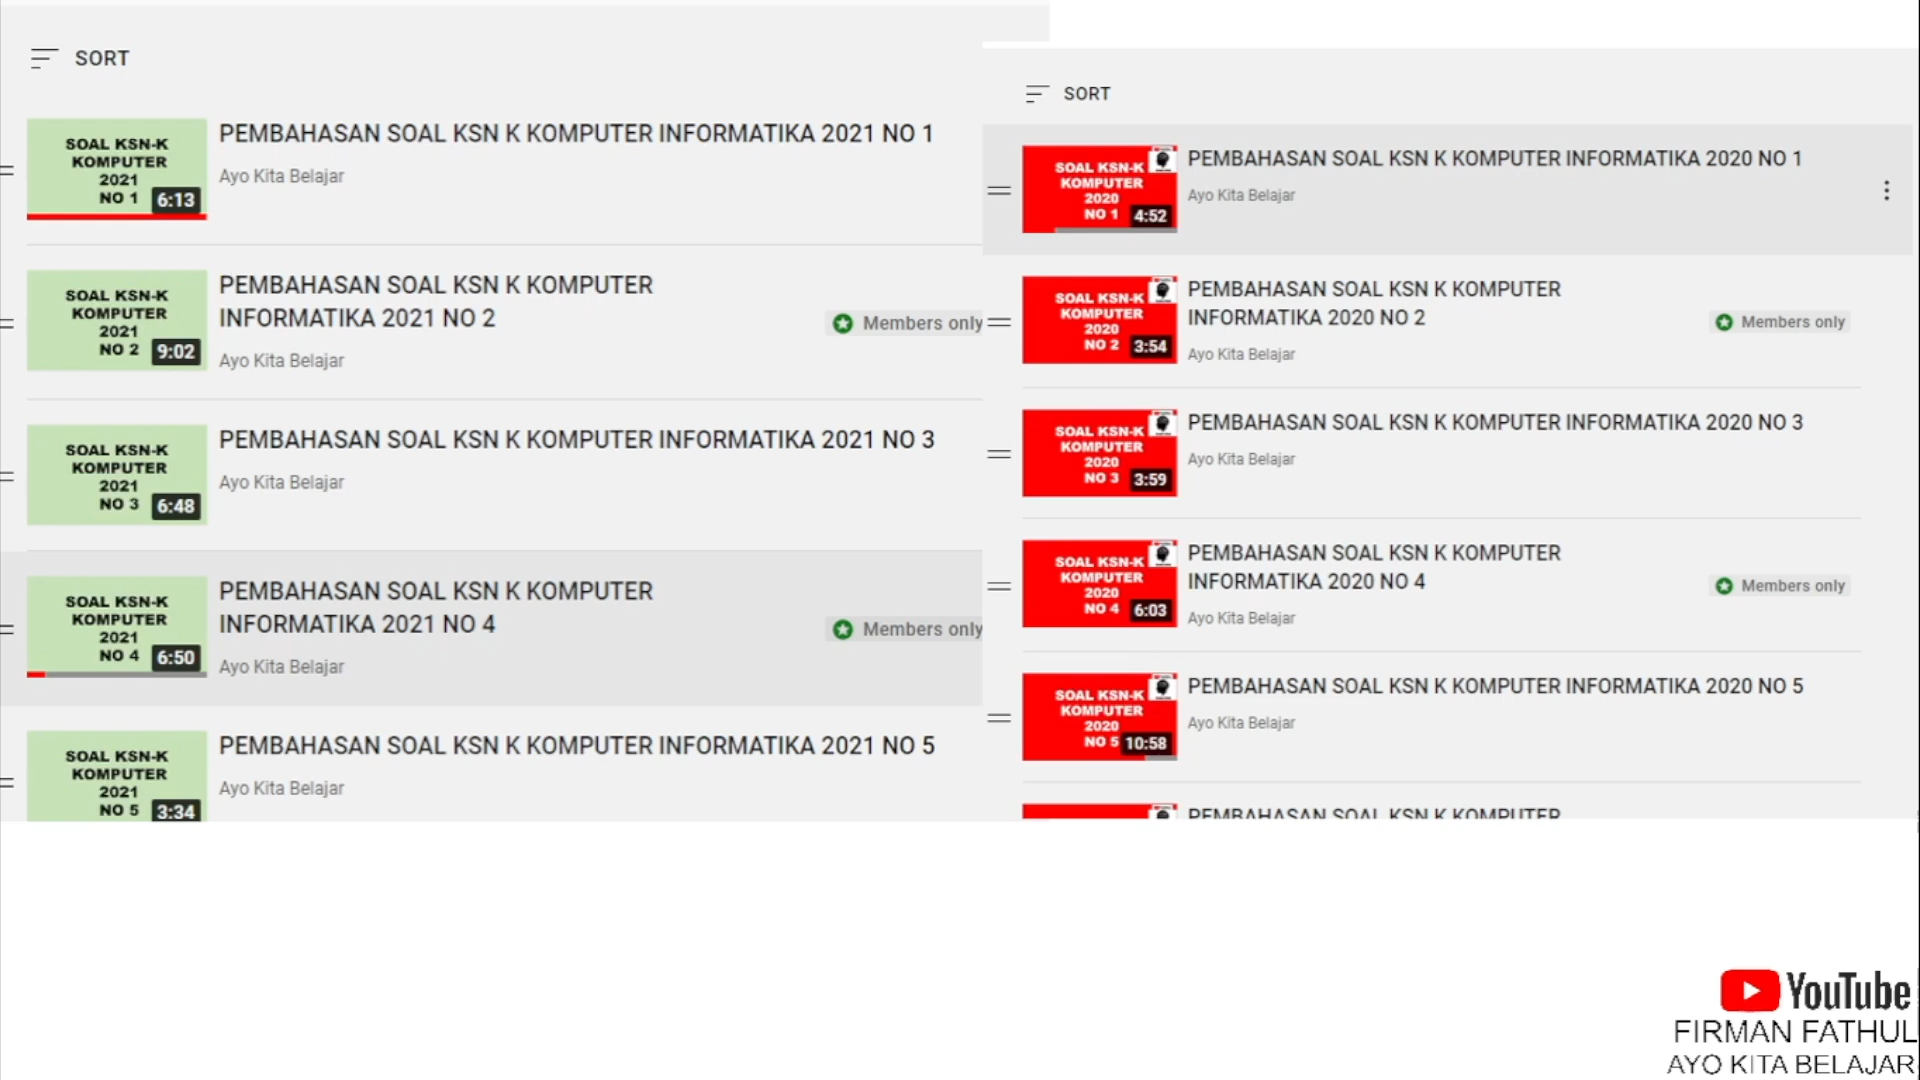 SORT
SOAL KSN-K
KOMPUTER
2021
NO 1
6:13
PEMBAHASAN SOAL KSN K KOMPUTER INFORMATIKA 2021 NO 1
Ayo Kita Belajar
SOAL KSN-K
KOMPUTER
2021
NO 2
9:02
PEMBAHASAN SOAL KSN K KOMPUTER
INFORMATIKA 2021 NO 2
Ayo Kita Belajar
Members only
SOAL KSN-K
KOMPUTER
2021
NO 3
6:48
PEMBAHASAN SOAL KSN K KOMPUTER INFORMATIKA 2021 NO 3
Ayo Kita Belajar
SOAL KSN-K
KOMPUTER
2021
NO 4
6:50
PEMBAHASAN SOAL KSN K KOMPUTER
INFORMATIKA 2021 NO 4
Ayo Kita Belajar
Members only
SOAL KSN-K
KOMPUTER
2021
NO 5
3:34
PEMBAHASAN SOAL KSN K KOMPUTER INFORMATIKA 2021 NO 5
Ayo Kita Belajar
SORT
SOAL KSN-K
KOMPUTER
2020
NO 1
4:52
PEMBAHASAN SOAL KSN K KOMPUTER INFORMATIKA 2020 NO 1
Ayo Kita Belajar
SOAL KSN-K
KOMPUTER
2020
NO 2
3:54
PEMBAHASAN SOAL KSN K KOMPUTER
INFORMATIKA 2020 NO 2
Ayo Kita Belajar
Members only
SOAL KSN-K
KOMPUTER
2020
NO 3
3:59
PEMBAHASAN SOAL KSN K KOMPUTER INFORMATIKA 2020 NO 3
Ayo Kita Belajar
SOAL KSN-K
KOMPUTER
2020
NO 4
6:03
PEMBAHASAN SOAL KSN K KOMPUTER
INFORMATIKA 2020 NO 4
Ayo Kita Belajar
Members only
SOAL KSN-K
KOMPUTER
2020
NO 5
10:58
PEMBAHASAN SOAL KSN K KOMPUTER INFORMATIKA 2020 NO 5
Ayo Kita Belajar
PEMBAHASAN SOAL KSN K KOMPUTER
YouTube
FIRMAN FATHUL
AYO KITA BELAJAR